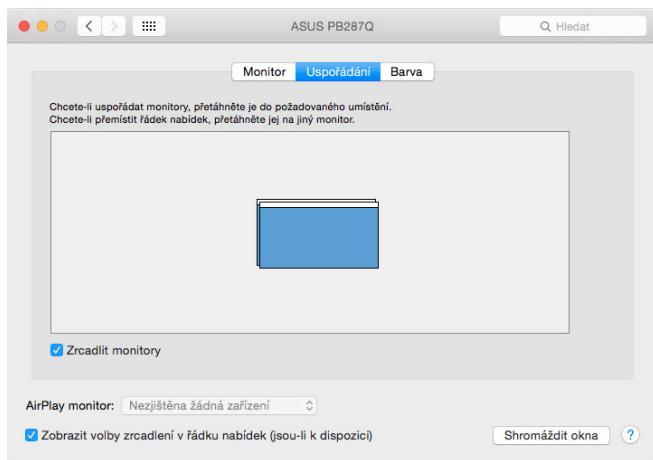 ASUS PB287Q
Hledat
Monitor Uspořádání Barva
Chcete-li uspořádat monitory, přetáhněte je do požadovaného umístění.
Chcete-li přemístit řádek nabídek, přetáhněte jej na jiný monitor.
Zrcadlit monitory
AirPlay monitor: Nezjištěna žádná zařízení
Zobrazit volby zrcadlení v řádku nabídek (jsou-li k dispozici)
Shromáždit okna ?